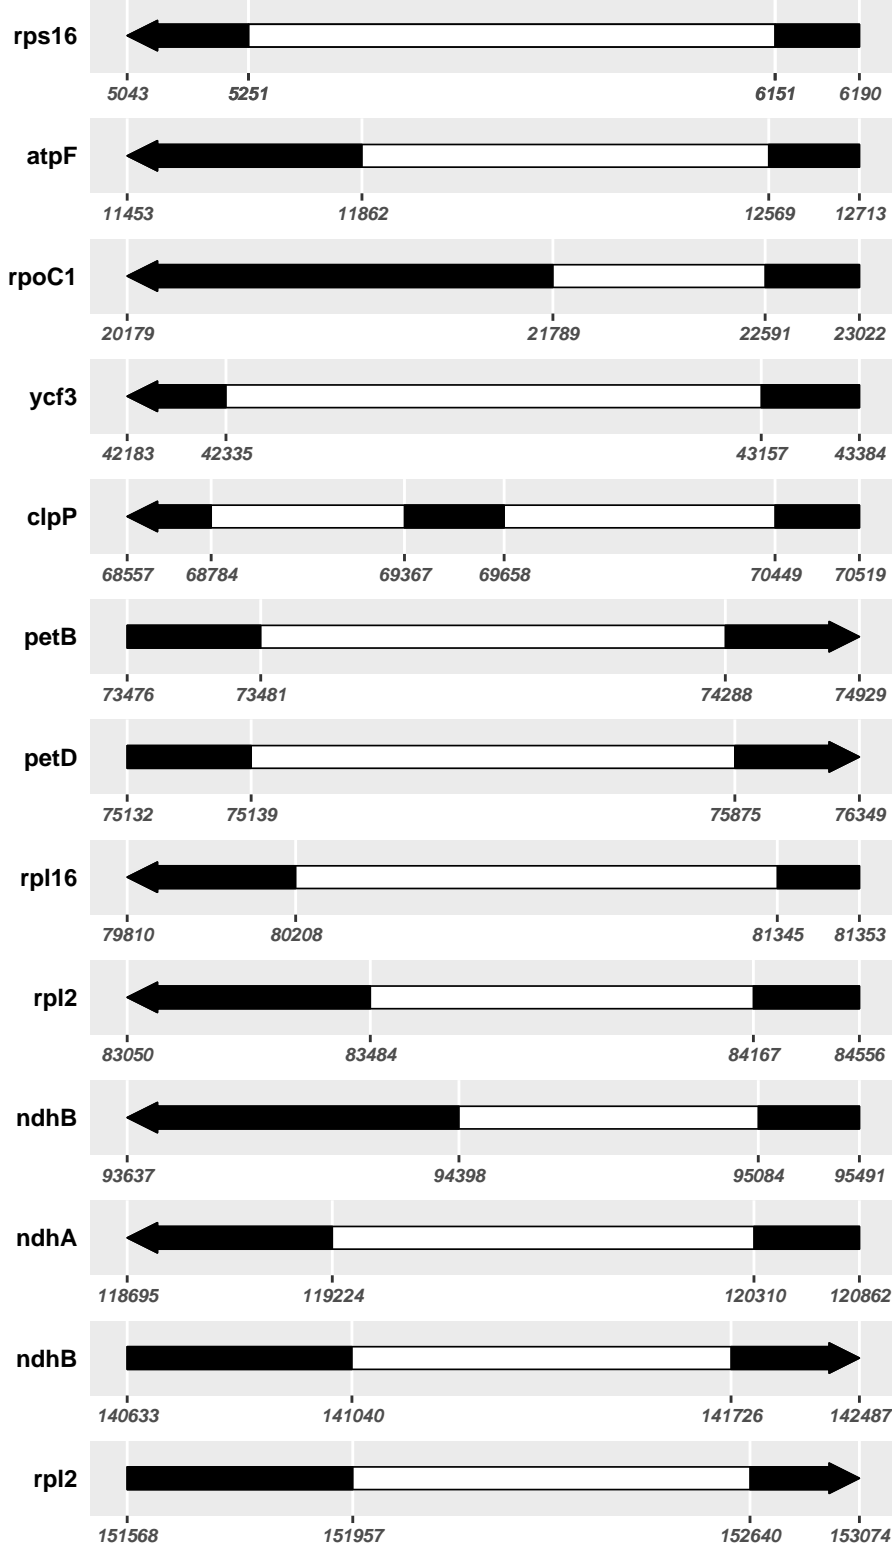 rps16
5043 5251 6151 6190
atpF
11453 11862 12569 12713
rpoC1
20179 21789 22591 23022
ycf3
42183 42335 43157 43384
clpP
68557 68784 69367 69658 70449 70519
petB
73476 73481 74288 74929
petD
75132 75139 75875 76349
rpl16
79810 80208 81345 81353
rpl2
83050 83484 84167 84556
ndhB
93637 94398 95084 95491
ndhA
118695 119224 120310 120862
ndhB
140633 141040 141726 142487
rpl2
151568 151957 152640 153074